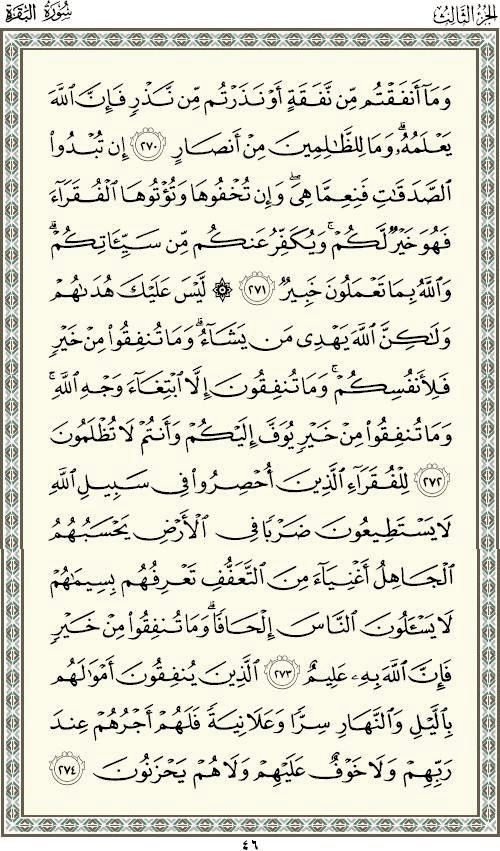 الجزء الثالث
سورة البقرة
وَمَآ أَنفَقْتُم مِّن نَّفَقَةٍ أَوْ نَذَرْتُم مِّن نَّذْرٍ فَإِنَّ ٱللَّهَ
يَعْلَمُهُۥ ۗ وَمَا لِلظَّـٰلِمِينَ مِنْ أَنصَارٍ ٢٧٠ إِن تُبْدُوا۟
ٱلصَّدَقَـٰتِ فَنِعِمَّا هِىَ ۖ وَإِن تُخْفُوهَا وَتُؤْتُوهَا ٱلْفُقَرَآءَ
فَهُوَ خَيْرٌ لَّكُمْ ۚ وَيُكَفِّرُ عَنكُم مِّن سَيِّـَٔاتِكُمْ ۗ
وَٱللَّهُ بِمَا تَعْمَلُونَ خَبِيرٌ ٢٧١ ۞ لَّيْسَ عَلَيْكَ هُدَىٰهُمْ
وَلَـٰكِنَّ ٱللَّهَ يَهْدِى مَن يَشَآءُ ۗ وَمَا تُنفِقُوا۟ مِنْ خَيْرٍ
فَلِأَنفُسِكُمْ ۚ وَمَا تُنفِقُونَ إِلَّا ٱبْتِغَآءَ وَجْهِ ٱللَّهِ ۚ
وَمَا تُنفِقُوا۟ مِنْ خَيْرٍ يُوَفَّ إِلَيْكُمْ وَأَنتُمْ لَا تُظْلَمُونَ
٢٧٢ لِلْفُقَرَآءِ ٱلَّذِينَ أُحْصِرُوا۟ فِى سَبِيلِ ٱللَّهِ
لَا يَسْتَطِيعُونَ ضَرْبًا فِى ٱلْأَرْضِ يَحْسَبُهُمُ
ٱلْجَاهِلُ أَغْنِيَآءَ مِنَ ٱلتَّعَفُّفِ تَعْرِفُهُم بِسِيمَـٰهُمْ
لَا يَسْـَٔلُونَ ٱلنَّاسَ إِلْحَافًا ۗ وَمَا تُنفِقُوا۟ مِنْ خَيْرٍ
فَإِنَّ ٱللَّهَ بِهِۦ عَلِيمٌ ٢٧٣ ٱلَّذِينَ يُنفِقُونَ أَمْوَٰلَهُم
بِٱلَّيْلِ وَٱلنَّهَارِ سِرًّا وَعَلَانِيَةً فَلَهُمْ أَجْرُهُمْ عِندَ
رَبِّهِمْ وَلَا خَوْفٌ عَلَيْهِمْ وَلَا هُمْ يَحْزَنُونَ ٢٧٤
٤٦